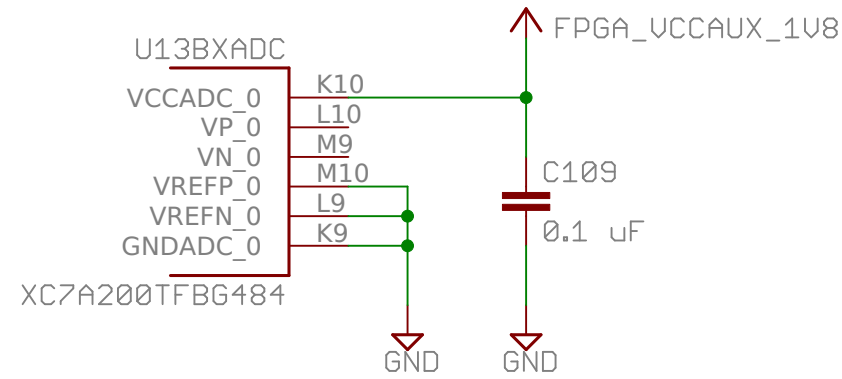 FPGA_VCCAUX_1V8
U13BXADC
VCCADC_0 K10
VP_0 L10
VN_0 M9
VREFP_0 M10
VREFN_0 L9
GNDADC_0 K9
C109
0.1 uF
XC7A200TFBG484
GND GND